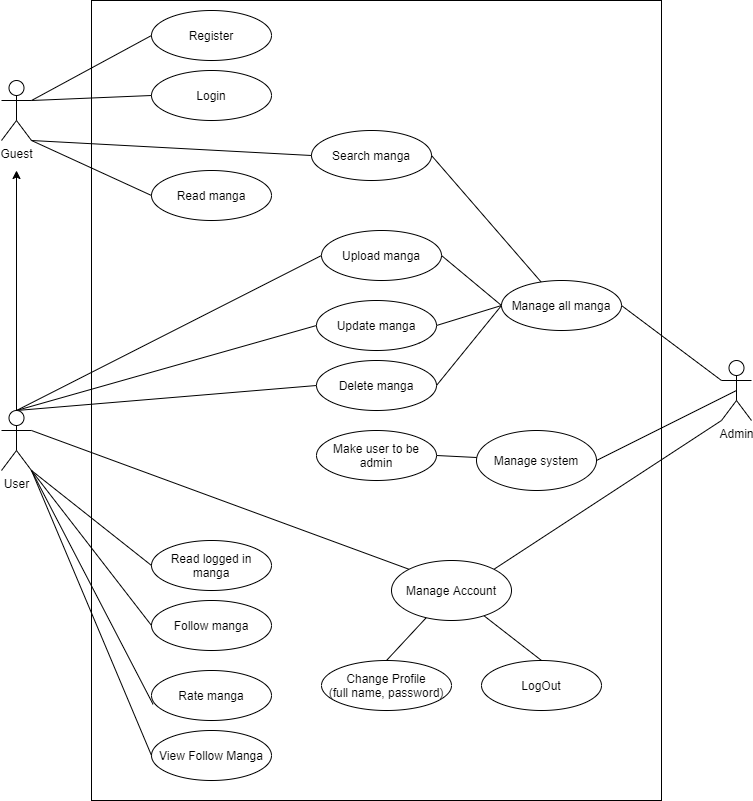 Register
Login
Guest
Search manga
Read manga
Upload manga
Manage all manga
Update manga
Delete manga
Admin
Make user to be
admin
Manage system
User
Read logged in
manga
Manage Account
Follow manga
Change Profile
(full name, password)
LogOut
Rate manga
View Follow Manga